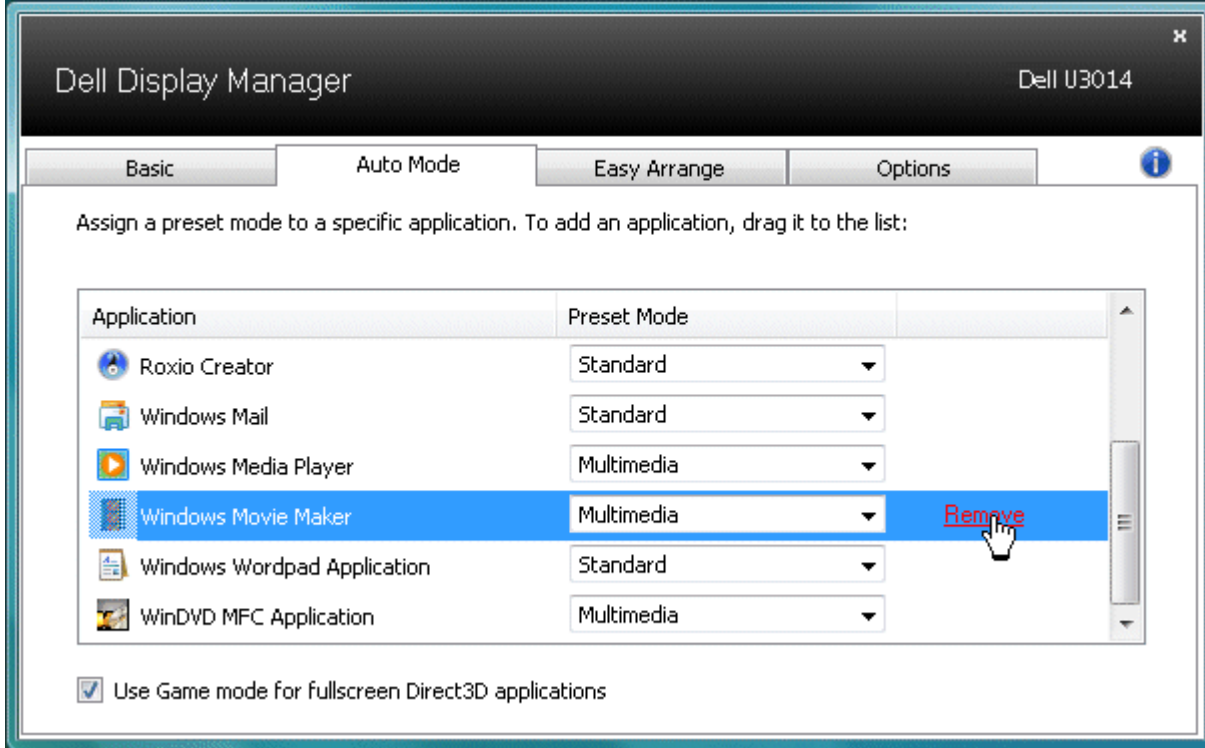 x
Dell Display Manager
Dell U3014
Basic Auto Mode Easy Arrange Options i
Assign a preset mode to a specific application. To add an application, drag it to the list:
Application Preset Mode
Roxio Creator Standard
Windows Mail Standard
Windows Media Player Multimedia
Windows Movie Maker Multimedia Remove
Windows Wordpad Application Standard
WinDVD MFC Application Multimedia
Use Game mode for fullscreen Direct3D applications